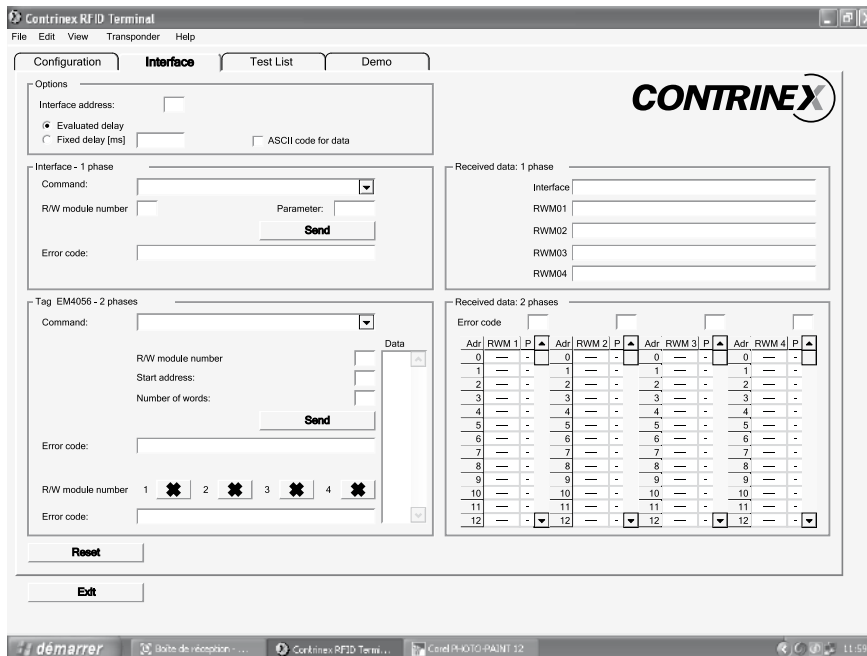 Contrinex RFID Terminal
File Edit View Transponder Help
Configuration Interface Test List Demo
Options
Interface address:
Evaluated delay
Fixed delay [ms]
ASCII code for data
CONTRINEX
Interface - 1 phase
Command:
R/W module number
Parameter:
Send
Error code:
Received data: 1 phase
Interface
RWM01
RWM02
RWM03
RWM04
Tag EM4056 - 2 phases
Command:
Data
R/W module number
Start address:
Number of words:
Send
Error code:
R/W module number 1 2 3 4
Error code:
Received data: 2 phases
Error code
Adr RWM 1 P Adr RWM 2 P Adr RWM 3 P Adr RWM 4 P
0 — - 0 — - 0 — - 0 — -
1 — - 1 — - 1 — - 1 — -
2 — - 2 — - 2 — - 2 — -
3 — - 3 — - 3 — - 3 — -
4 — - 4 — - 4 — - 4 — -
5 — - 5 — - 5 — - 5 — -
6 — - 6 — - 6 — - 6 — -
7 — - 7 — - 7 — - 7 — -
8 — - 8 — - 8 — - 8 — -
9 — - 9 — - 9 — - 9 — -
10 — - 10 — - 10 — - 10 — -
11 — - 11 — - 11 — - 11 — -
12 — - 12 — - 12 — - 12 — -
Reset
Exit
démarrer Boîte de réception - ... Contrinex RFID Termi... Corel PHOTO-PAINT 12 11:59